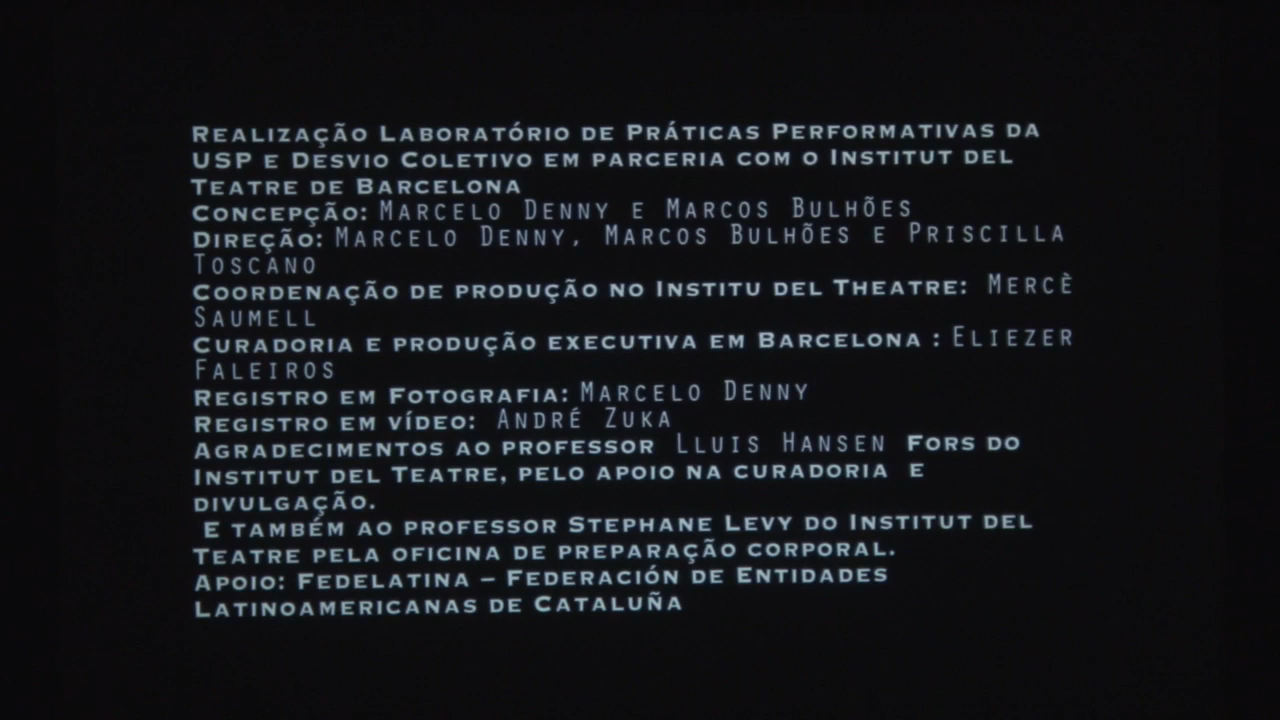 Realização Laboratório de Práticas Performativas da
USP e Desvio Coletivo em parceria com o Institut del
Teatre de Barcelona
Concepção: Marcelo Denny e Marcos Bulhões
Direção: Marcelo Denny, Marcos Bulhões e Priscilla
Toscano
Coordenação de produção no Institu del Theatre: Mercè
Saumell
Curadoria e produção executiva em Barcelona : Eliezer
Faleiros
Registro em Fotografia: Marcelo Denny
Registro em vídeo: André Zuka
Agradecimentos ao professor Lluis Hansen Fors do
Institut del Teatre, pelo apoio na curadoria e
divulgação.
E também ao professor Stephane Levy do Institut del
Teatre pela oficina de preparação corporal.
Apoio: Fedelatina – Federación de Entidades
Latinoamericanas de Cataluña